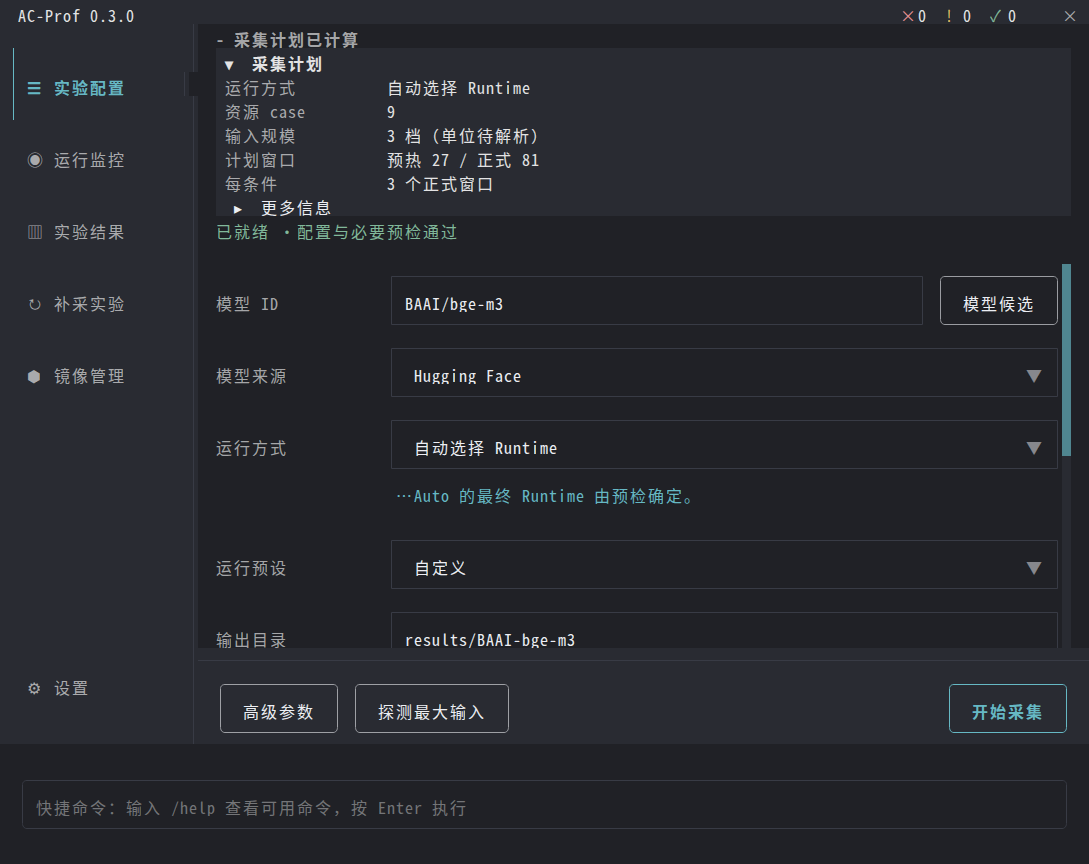 AC-Prof 0.3.0
✕ 0 ! 0 ✓ 0 ✕
- 采集计划已计算
▼ 采集计划
运行方式 自动选择 Runtime
资源 case 9
输入规模 3 档（单位待解析）
计划窗口 预热 27 / 正式 81
每条件 3 个正式窗口
▶ 更多信息
已就绪 · 配置与必要预检通过
☰ 实验配置
◉ 运行监控
▥ 实验结果
↻ 补采实验
⬢ 镜像管理
⚙ 设置
模型 ID BAAI/bge-m3 模型候选
模型来源 Hugging Face ▼
运行方式 自动选择 Runtime ▼
…Auto 的最终 Runtime 由预检确定。
运行预设 自定义 ▼
输出目录 results/BAAI-bge-m3
高级参数 探测最大输入 开始采集
快捷命令：输入 /help 查看可用命令，按 Enter 执行